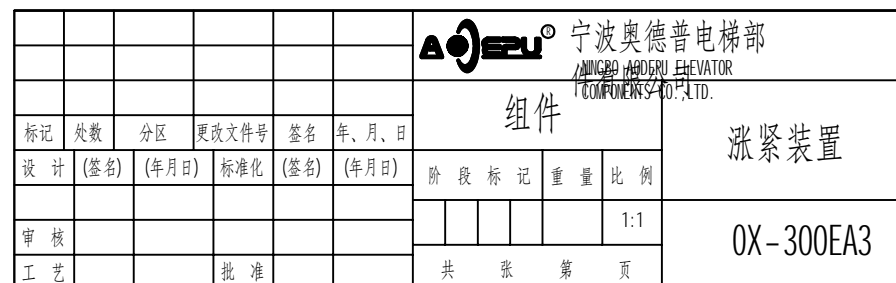 AODEPU® 宁波奥德普电梯部
件有限公司
NINGBO AODEPU ELEVATOR
COMPONENTS CO.,LTD.
组件
涨紧装置
标记 处数 分区 更改文件号 签名 年、月、日
设 计 (签名) (年月日) 标准化 (签名) (年月日)
阶 段 标 记 重 量 比 例
1:1
审 核
OX-300EA3
工 艺 批 准
共 张 第 页